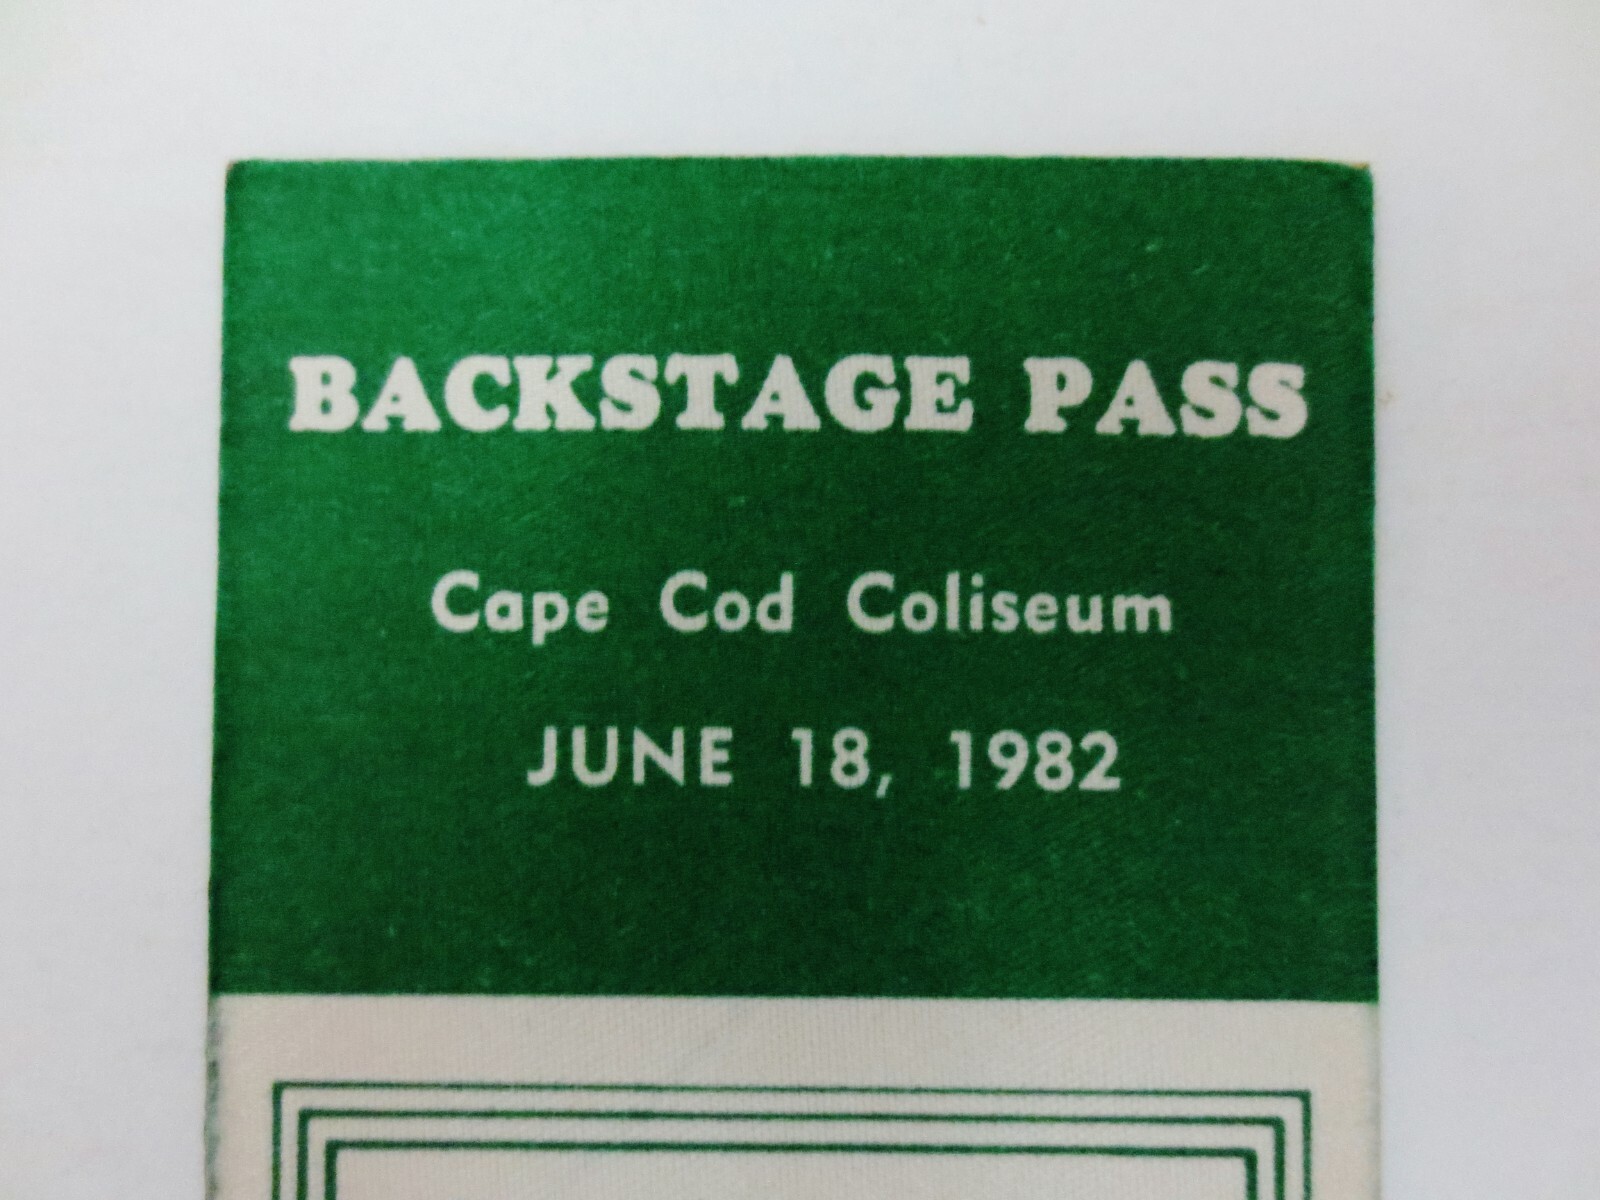 BACKSTAGE PASS
Cape Cod Coliseum
JUNE 18, 1982